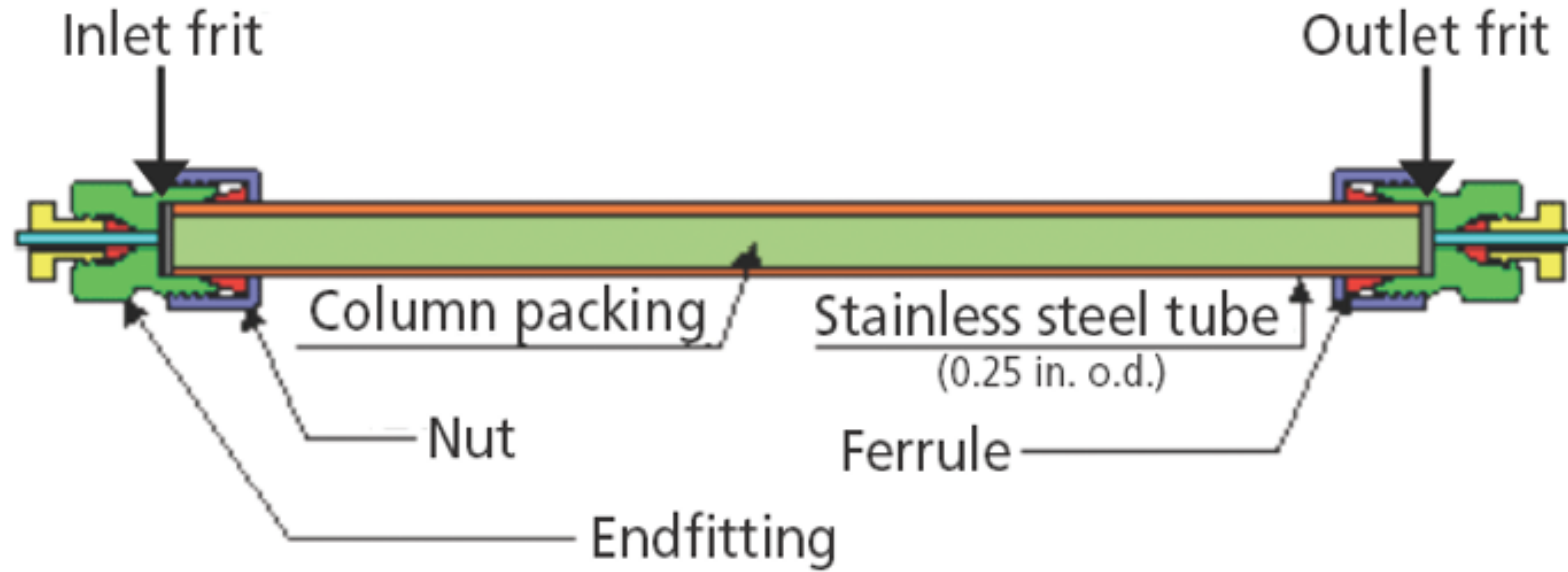 Inlet frit
Outlet frit
Column packing
Stainless steel tube
(0.25 in. o.d.)
Nut
Ferrule
Endfitting